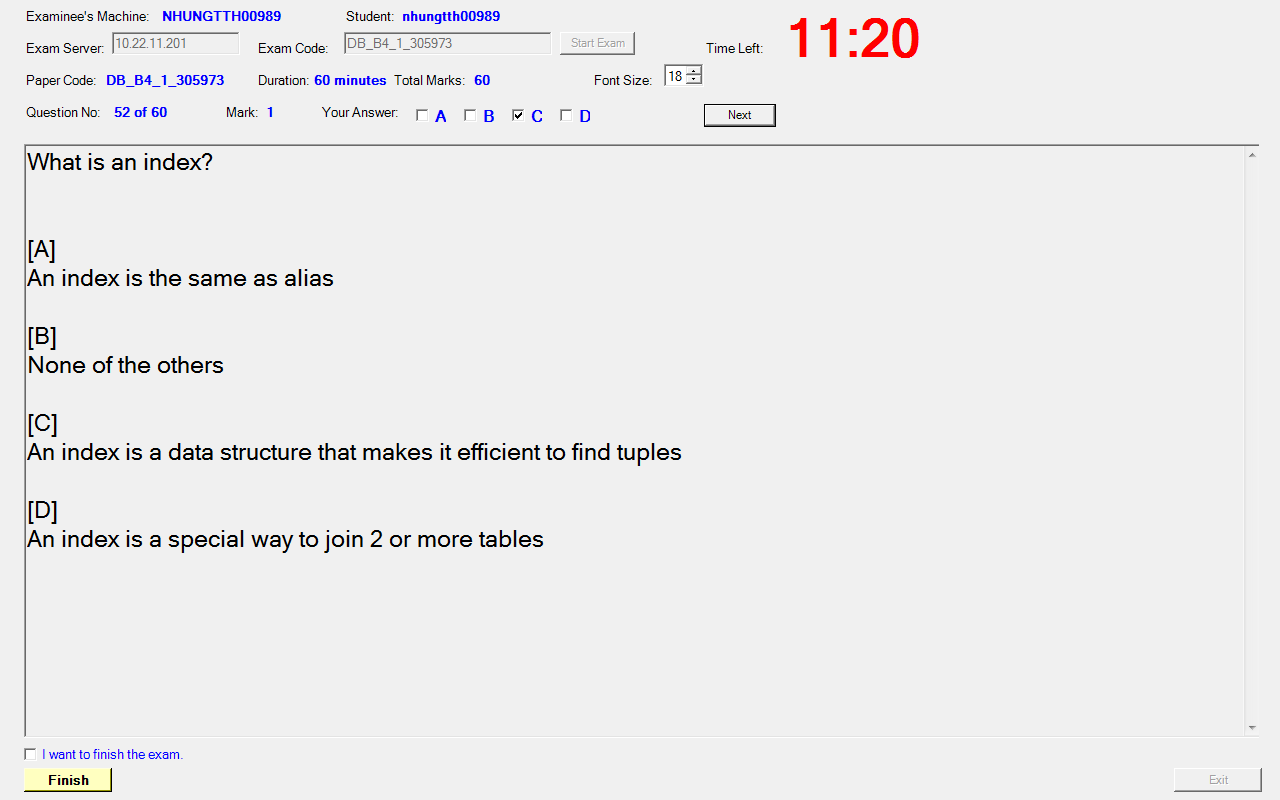 Examinee's Machine: NHUNGTTH00989 Student: nhungtth00989
Exam Server: 10.22.11.201 Exam Code: DB_B4_1_305973 Start Exam Time Left: 11:20
Paper Code: DB_B4_1_305973 Duration: 60 minutes Total Marks: 60 Font Size: 18
Question No: 52 of 60 Mark: 1 Your Answer: A B C D Next
What is an index?
[A]
An index is the same as alias
[B]
None of the others
[C]
An index is a data structure that makes it efficient to find tuples
[D]
An index is a special way to join 2 or more tables
I want to finish the exam.
Finish Exit